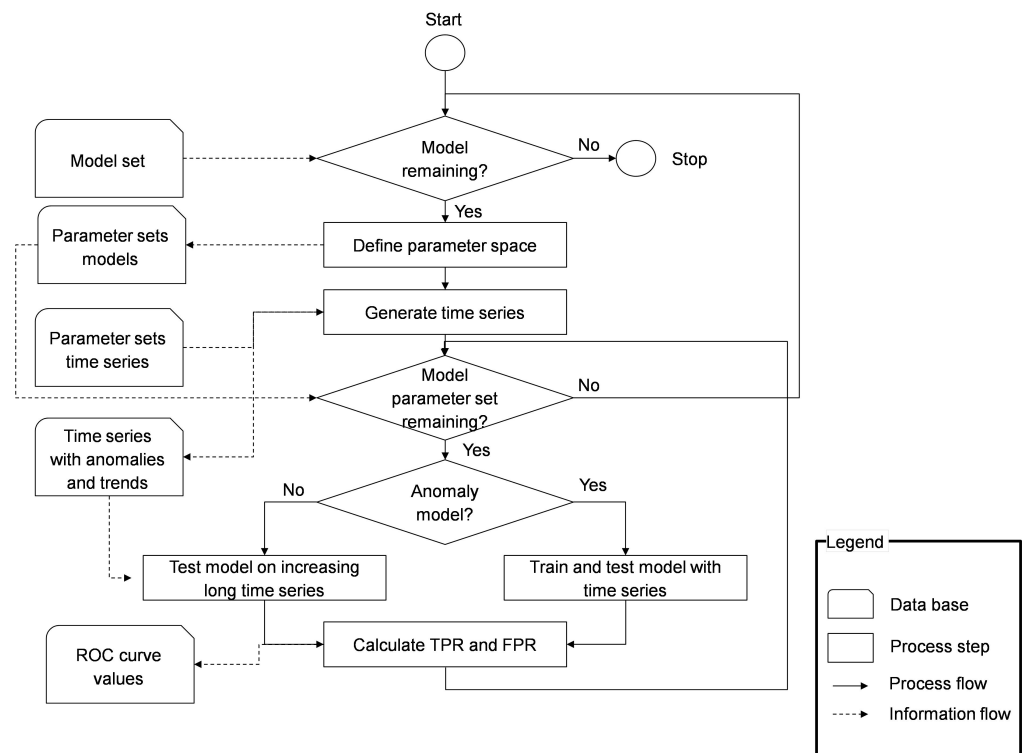 Start
Model
remaining?
No
Stop
Model set
Yes
Parameter sets
models
Define parameter space
Generate time series
Parameter sets
time series
Model
parameter set
remaining?
No
Yes
Time series
with anomalies
and trends
No
Anomaly
model?
Yes
Test model on increasing
long time series
Train and test model with
time series
Calculate TPR and FPR
ROC curve
values
Legend
Data base
Process step
Process flow
Information flow